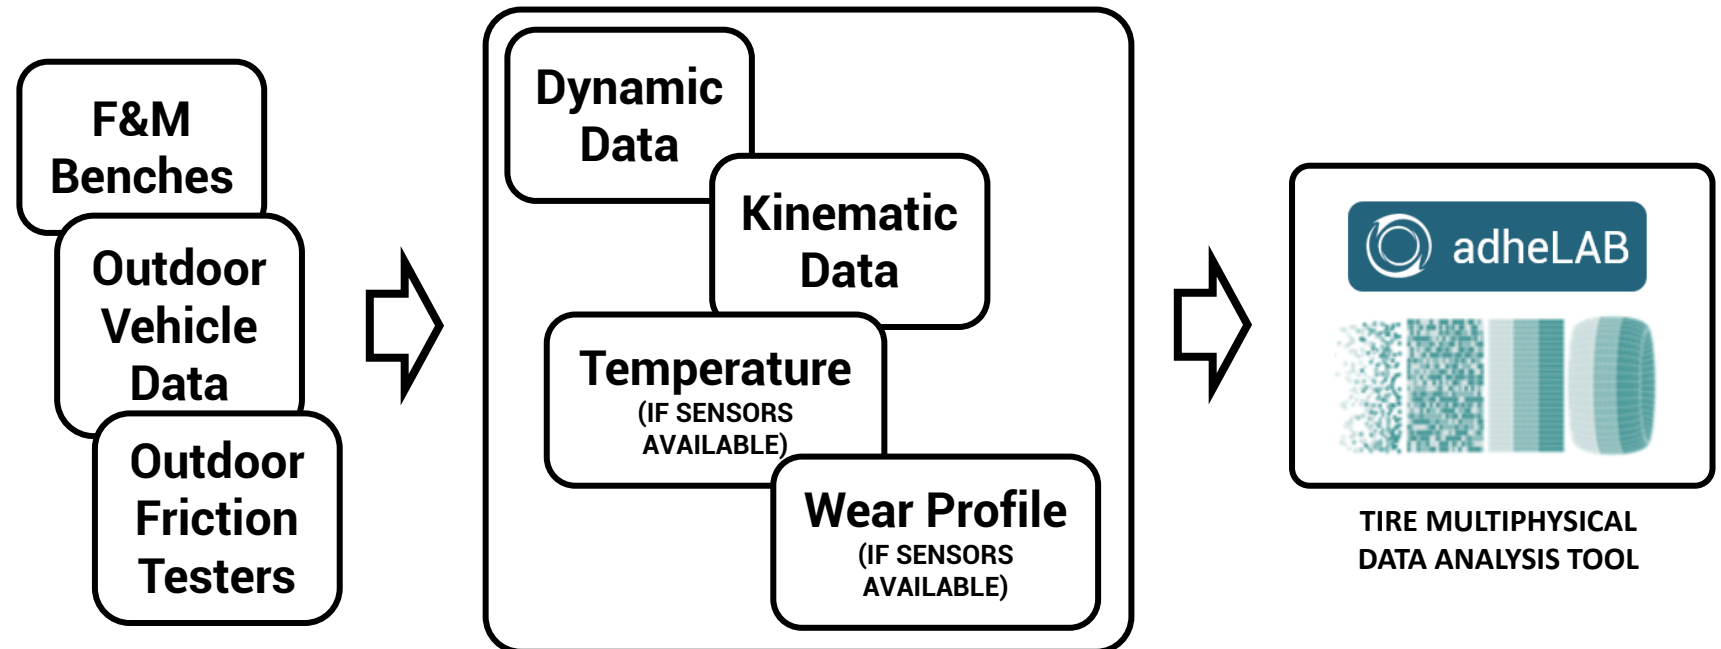 F&M
Benches
Outdoor
Vehicle
Data
Outdoor
Friction
Testers
Dynamic
Data
Kinematic
Data
Temperature
(IF SENSORS
AVAILABLE)
Wear Profile
(IF SENSORS
AVAILABLE)
adheLAB
TIRE MULTIPHYSICAL
DATA ANALYSIS TOOL